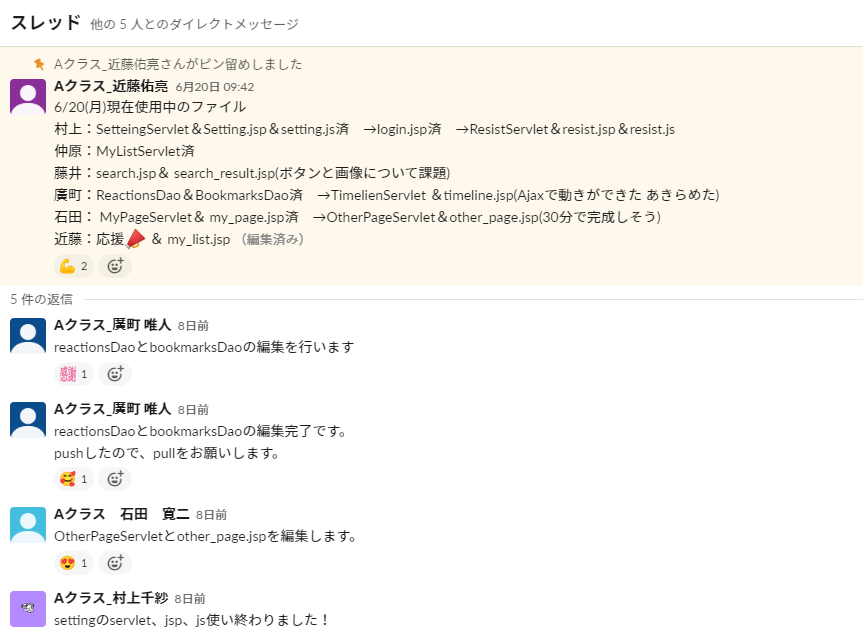 スレッド 他の 5 人とのダイレクトメッセージ
Aクラス_近藤佑亮さんがピン留めしました
Aクラス_近藤佑亮 6月20日 09:42
6/20(月)現在使用中のファイル
村上：SetteingServlet＆Setting.jsp＆setting.js済　→login.jsp済　→ResistServlet＆resist.jsp＆resist.js
仲原：MyListServlet済
藤井：search.jsp＆ search_result.jsp(ボタンと画像について課題)
廣町：ReactionsDao＆BookmarksDao済　→TimelienServlet ＆timeline.jsp(Ajaxで動きができた あきらめた)
石田： MyPageServlet＆ my_page.jsp済　→OtherPageServlet＆other_page.jsp(30分で完成しそう)
近藤：応援 ＆ my_list.jsp （編集済み）
2
5 件の返信
Aクラス_廣町 唯人 8日前
reactionsDaoとbookmarksDaoの編集を行います
感謝 1
Aクラス_廣町 唯人 8日前
reactionsDaoとbookmarksDaoの編集完了です。
pushしたので、pullをお願いします。
1
Aクラス　石田　寛二 8日前
OtherPageServletとother_page.jspを編集します。
1
Aクラス_村上千紗 8日前
settingのservlet、jsp、js使い終わりました！